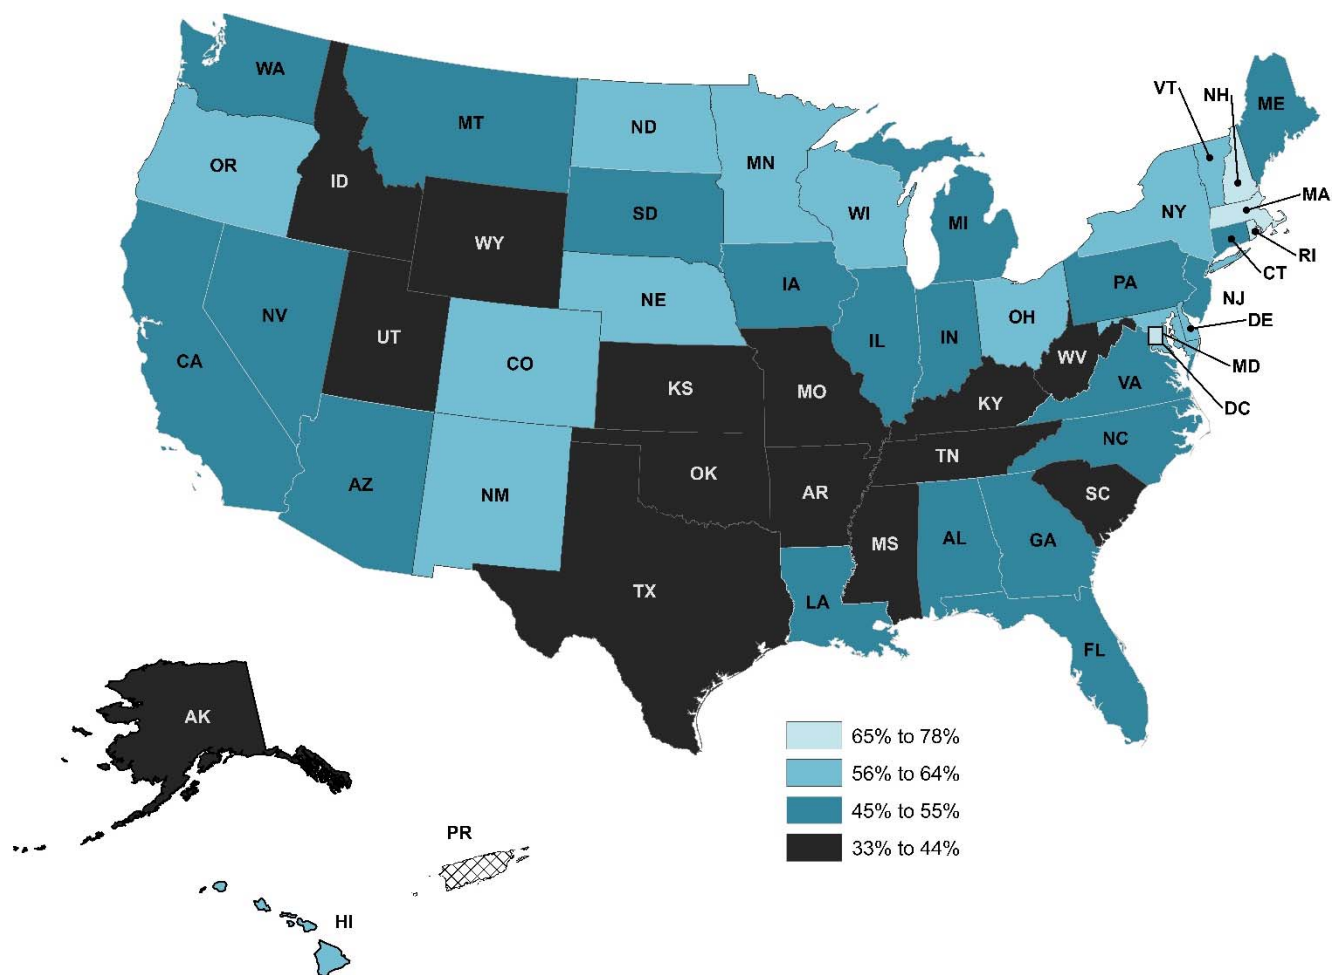 WA
MT
ND
MN
VT
NH
ME
OR
ID
SD
WI
MI
NY
MA
RI
CT
WY
IA
PA
NJ
NE
DE
NV
UT
CO
IL
IN
OH
WV
MD
CA
KS
MO
KY
VA
DC
AZ
NM
OK
AR
TN
NC
SC
MS
AL
GA
TX
LA
FL
AK
65% to 78%
56% to 64%
45% to 55%
33% to 44%
PR
HI